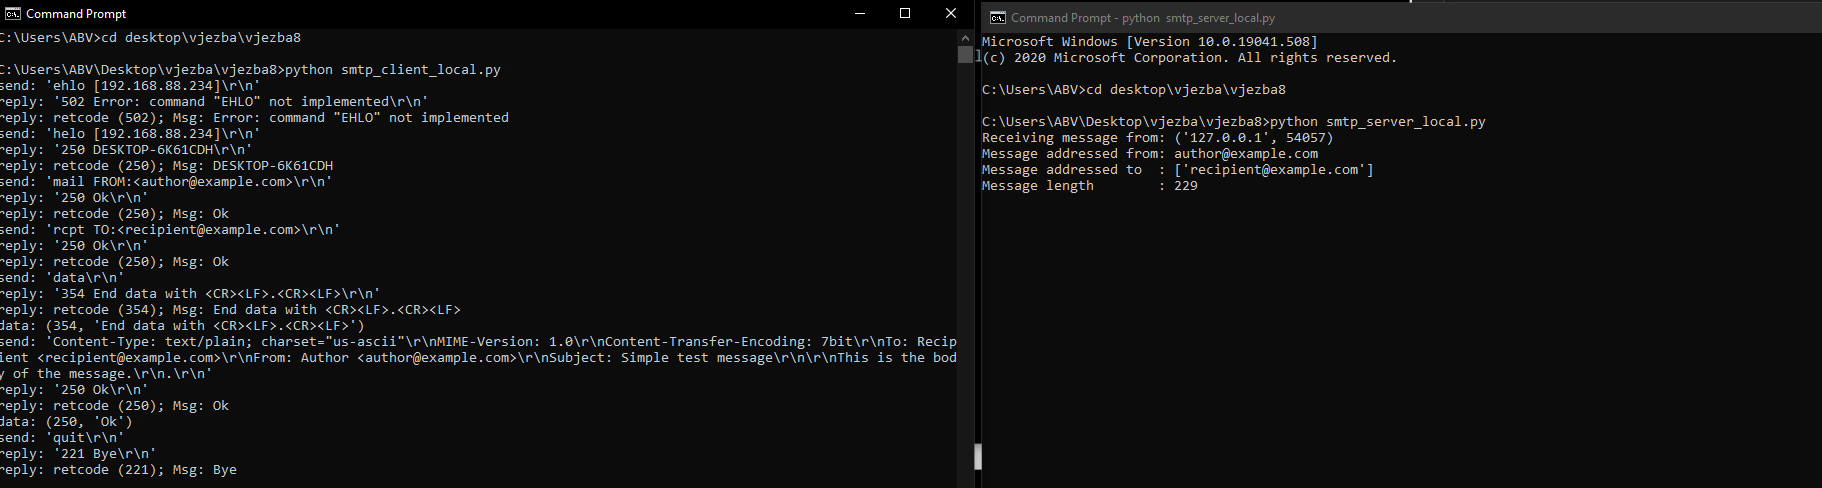 Command Prompt
C:\Users\ABV>cd desktop\vjezba\vjezba8
C:\Users\ABV\Desktop\vjezba\vjezba8>python smtp_client_local.py
send: 'ehlo [192.168.88.234]\r\n'
reply: '502 Error: command "EHLO" not implemented\r\n'
reply: retcode (502); Msg: Error: command "EHLO" not implemented
send: 'helo [192.168.88.234]\r\n'
reply: '250 DESKTOP-6K61CDH\r\n'
reply: retcode (250); Msg: DESKTOP-6K61CDH
send: 'mail FROM:<author@example.com>\r\n'
reply: '250 Ok\r\n'
reply: retcode (250); Msg: Ok
send: 'rcpt TO:<recipient@example.com>\r\n'
reply: '250 Ok\r\n'
reply: retcode (250); Msg: Ok
send: 'data\r\n'
reply: '354 End data with <CR><LF>.<CR><LF>\r\n'
reply: retcode (354); Msg: End data with <CR><LF>.<CR><LF>
data: (354, 'End data with <CR><LF>.<CR><LF>')
send: 'Content-Type: text/plain; charset="us-ascii"\r\nMIME-Version: 1.0\r\nContent-Transfer-Encoding: 7bit\r\nTo: Recip
ient <recipient@example.com>\r\nFrom: Author <author@example.com>\r\nSubject: Simple test message\r\n\r\nThis is the bod
y of the message.\r\n.\r\n'
reply: '250 Ok\r\n'
reply: retcode (250); Msg: Ok
data: (250, 'Ok')
send: 'quit\r\n'
reply: '221 Bye\r\n'
reply: retcode (221); Msg: Bye
Command Prompt - python smtp_server_local.py
Microsoft Windows [Version 10.0.19041.508]
(c) 2020 Microsoft Corporation. All rights reserved.
C:\Users\ABV>cd desktop\vjezba\vjezba8
C:\Users\ABV\Desktop\vjezba\vjezba8>python smtp_server_local.py
Receiving message from: ('127.0.0.1', 54057)
Message addressed from: author@example.com
Message addressed to  : ['recipient@example.com']
Message length        : 229